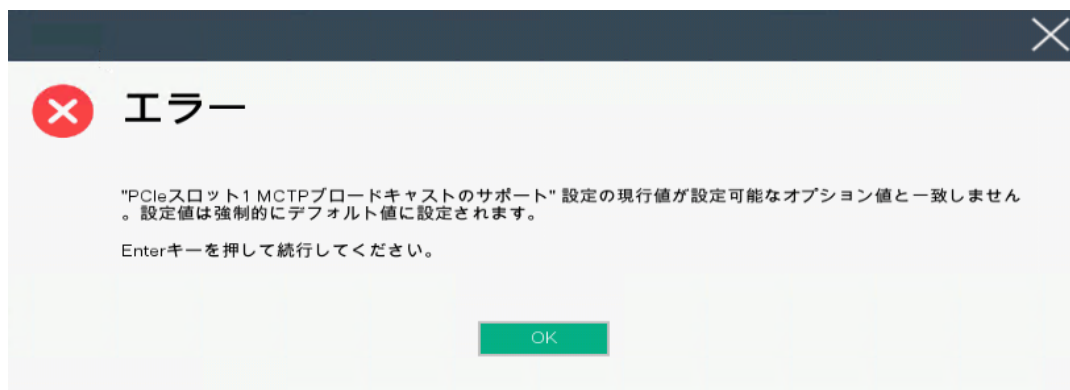 エラー
"PCIeスロット1 MCTPブロードキャストのサポート" 設定の現行値が設定可能なオプション値と一致しません
。設定値は強制的にデフォルト値に設定されます。
Enterキーを押して続行してください。
OK